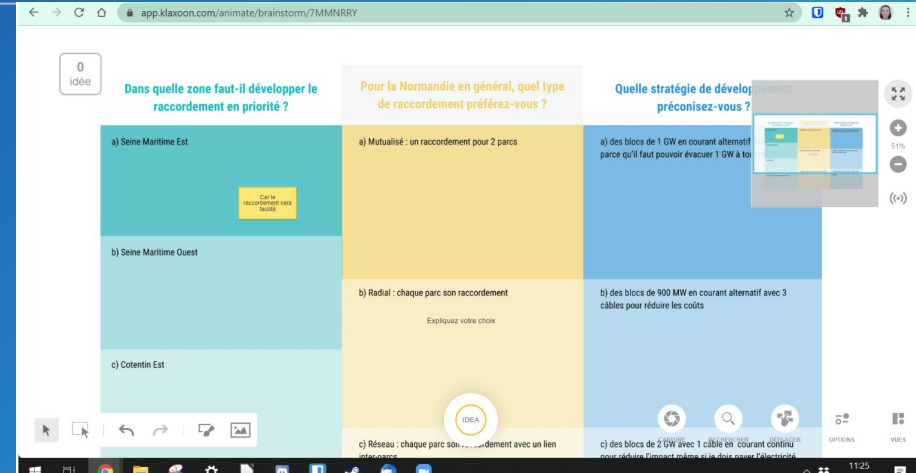 app.klaxoon.com/animate/brainstorm/7MMNRRY
0
idée
Dans quelle zone faut-il développer le
raccordement en priorité ?
Pour la Normandie en général, quel type
de raccordement préférez-vous ?
Quelle stratégie de développement
préconisez-vous ?
a) Seine Maritime Est
Car le
raccordement sera
facilité
b) Seine Maritime Ouest
c) Cotentin Est
a) Mutualisé : un raccordement pour 2 parcs
b) Radial : chaque parc son raccordement
Expliquez votre choix
c) Réseau : chaque parc son raccordement avec un lien
inter-parcs
a) des blocs de 1 GW en courant alternatif
parce qu'il faut pouvoir évacuer 1 GW à
b) des blocs de 900 MW en courant alternatif avec 3
câbles pour réduire les coûts
c) des blocs de 2 GW avec 1 câble en courant continu
pour réduire l'impact même si je dois payer l'électricité
51%
IDEA
CAPTURE
RECHERCHER
DÉPLACER
OPTIONS
VUES
1
11:25